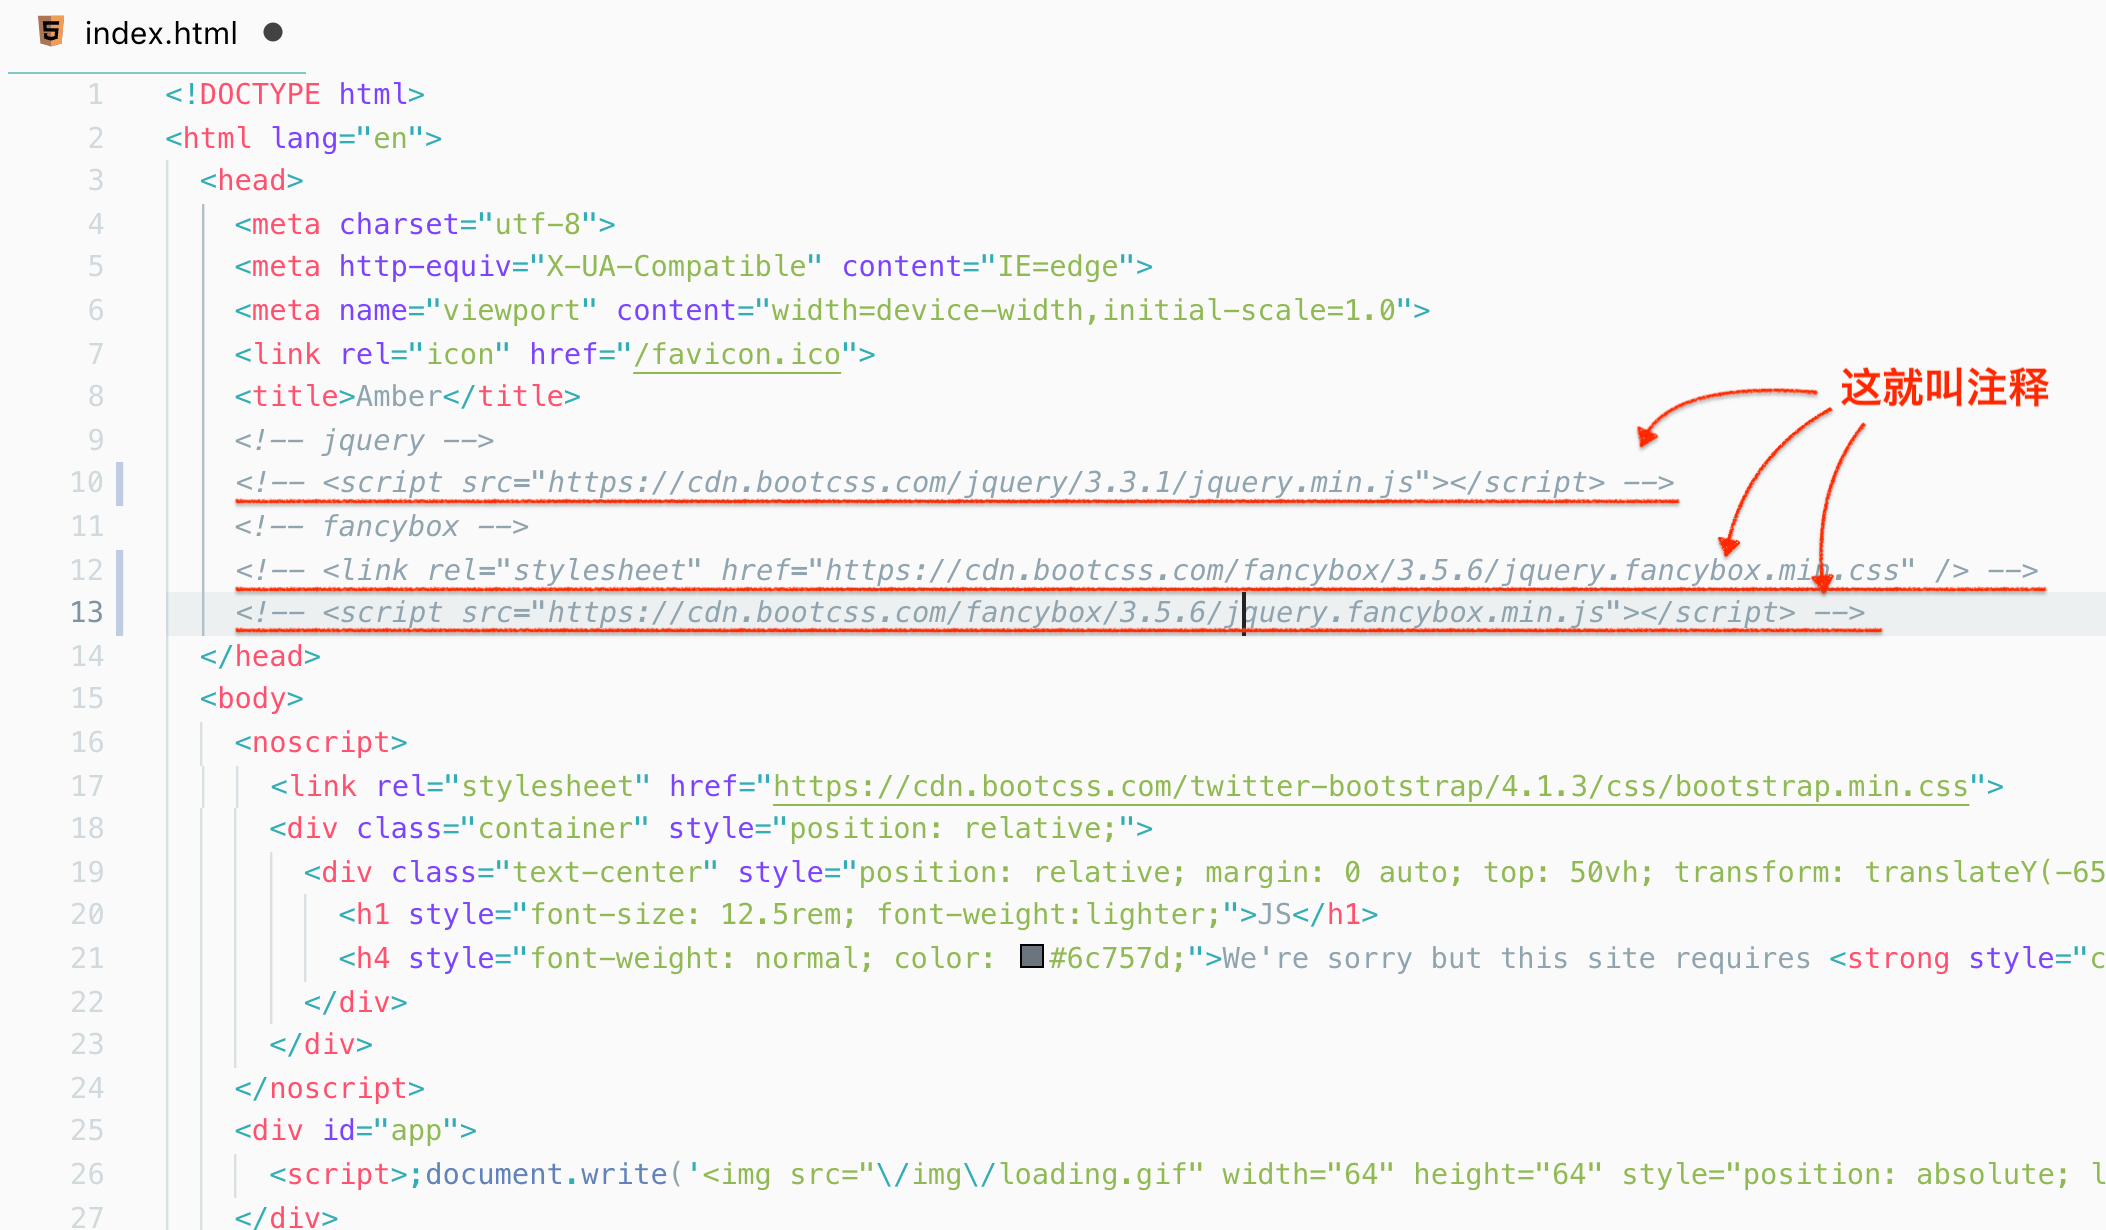 index.html
1 <!DOCTYPE html>
2 <html lang="en">
3 <head>
4 <meta charset="utf-8">
5 <meta http-equiv="X-UA-Compatible" content="IE=edge">
6 <meta name="viewport" content="width=device-width,initial-scale=1.0">
7 <link rel="icon" href="/favicon.ico">
8 <title>Amber</title>
这就叫注释
9 <!-- jquery -->
10 <!-- <script src="https://cdn.bootcss.com/jquery/3.3.1/jquery.min.js"></script> -->
11 <!-- fancybox -->
12 <!-- <link rel="stylesheet" href="https://cdn.bootcss.com/fancybox/3.5.6/jquery.fancybox.min.css" /> -->
13 <!-- <script src="https://cdn.bootcss.com/fancybox/3.5.6/jquery.fancybox.min.js"></script> -->
14 </head>
15 <body>
16 <noscript>
17 <link rel="stylesheet" href="https://cdn.bootcss.com/twitter-bootstrap/4.1.3/css/bootstrap.min.css">
18 <div class="container" style="position: relative;">
19 <div class="text-center" style="position: relative; margin: 0 auto; top: 50vh; transform: translateY(-65
20 <h1 style="font-size: 12.5rem; font-weight:lighter;">JS</h1>
21 <h4 style="font-weight: normal; color: #6c757d;">We're sorry but this site requires <strong style="c
22 </div>
23 </div>
24 </noscript>
25 <div id="app">
26 <script>;document.write('<img src="\/img\/loading.gif" width="64" height="64" style="position: absolute; l
27 </div>